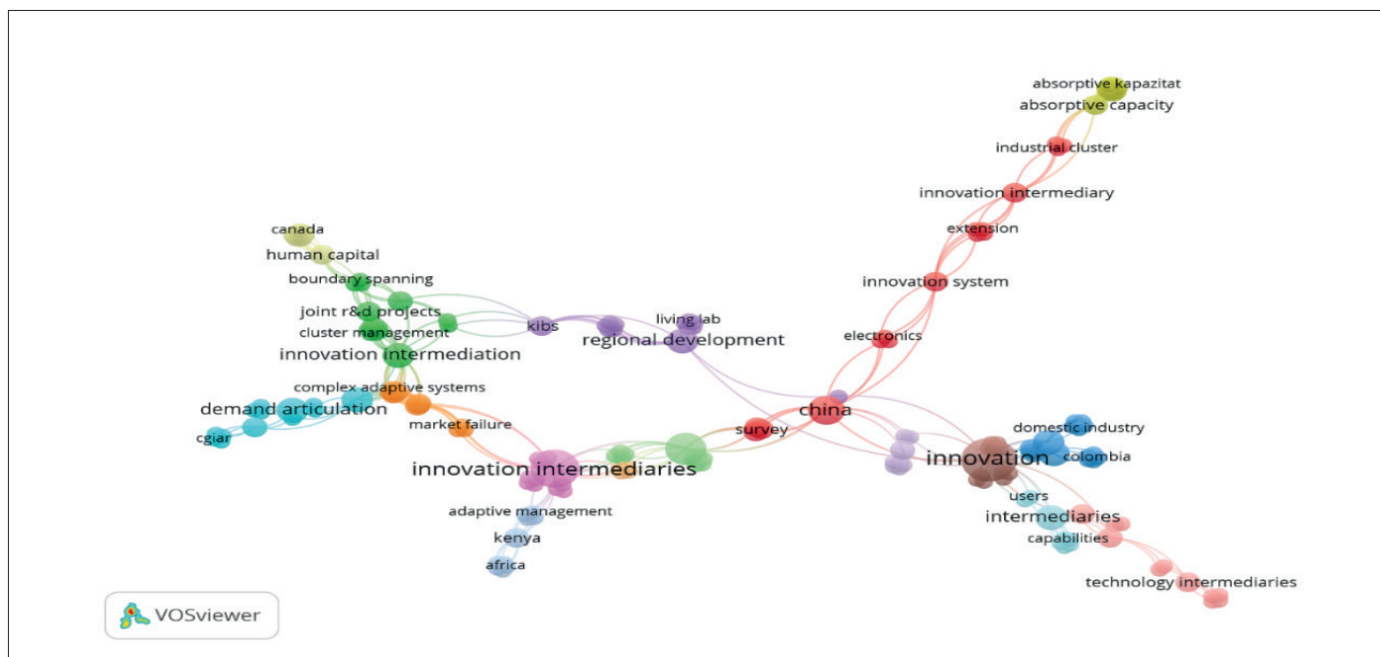 absorptive kapazitat
absorptive capacity
industrial cluster
innovation intermediary
extension
canada
human capital
boundary spanning
innovation system
joint r&d projects
living lab
cluster management
kibs
regional development
electronics
innovation intermediation
complex adaptive systems
demand articulation
china
market failure
survey
domestic industry
cgiar
innovation
colombia
innovation intermediaries
users
adaptive management
intermediaries
kenya
capabilities
africa
technology intermediaries
VOSviewer